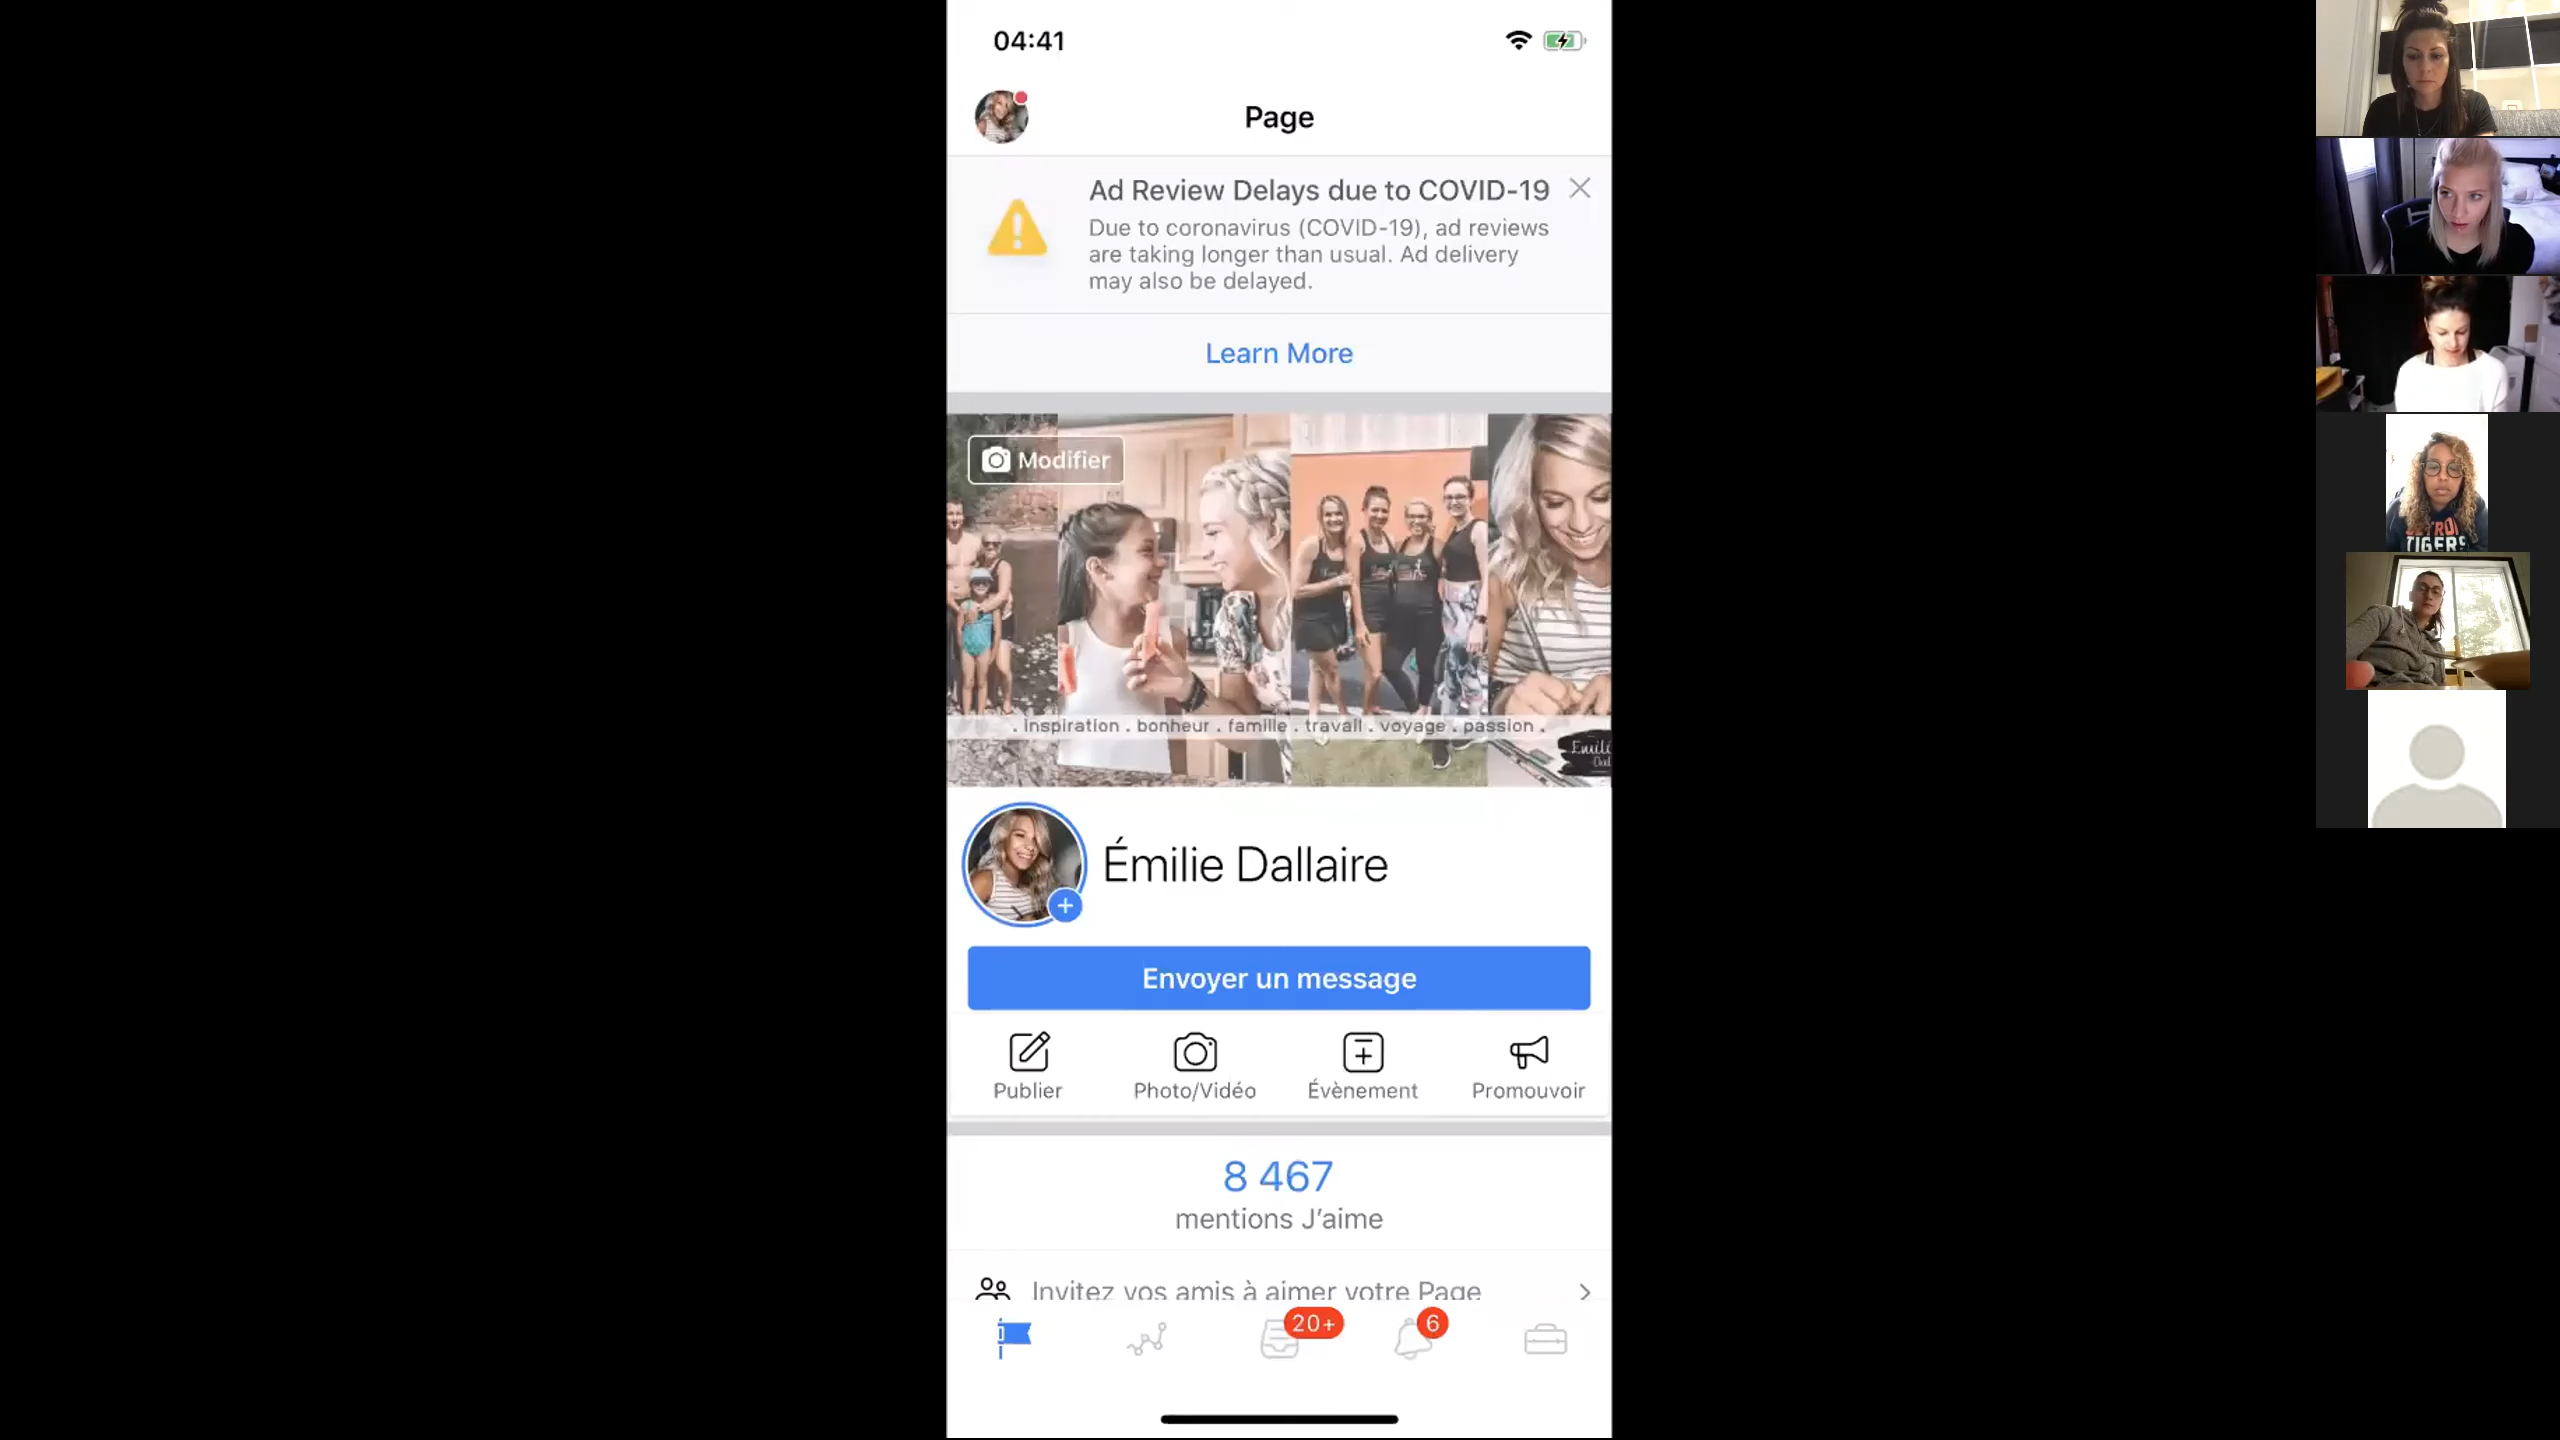 04:41
Page
Ad Review Delays due to COVID-19
Due to coronavirus (COVID-19), ad reviews
are taking longer than usual. Ad delivery
may also be delayed.
Learn More
Modifier
. inspiration . bonheur . famille . travail . voyage . passion .
Émilie Dallaire
Envoyer un message
Publier
Photo/Vidéo
Évènement
Promouvoir
8 467
mentions J’aime
Invitez vos amis à aimer votre Page
20+
6
TIGERS